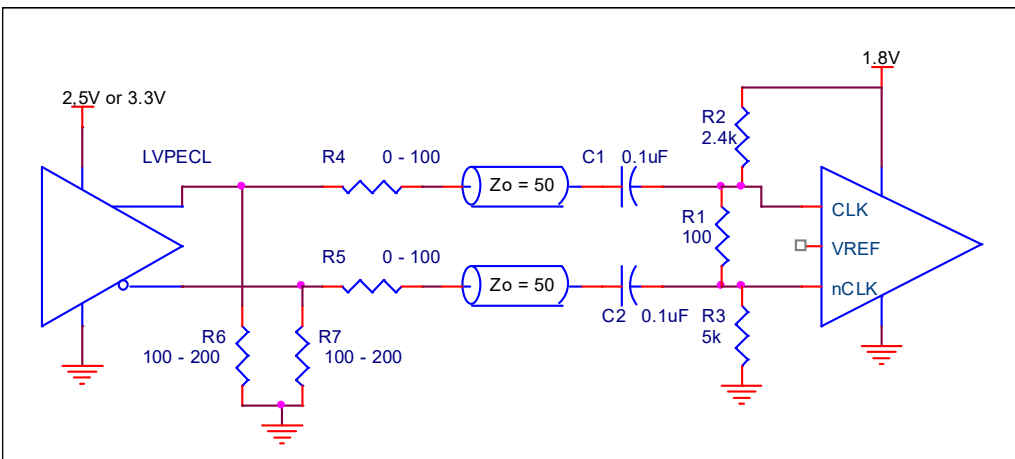 1.8V
2.5V or 3.3V
LVPECL
R4 0 - 100
Zo = 50
C1 0.1uF
R2
2.4k
R1
100
CLK
VREF
nCLK
R5 0 - 100
Zo = 50
C2 0.1uF
R3
5k
R6
100 - 200
R7
100 - 200